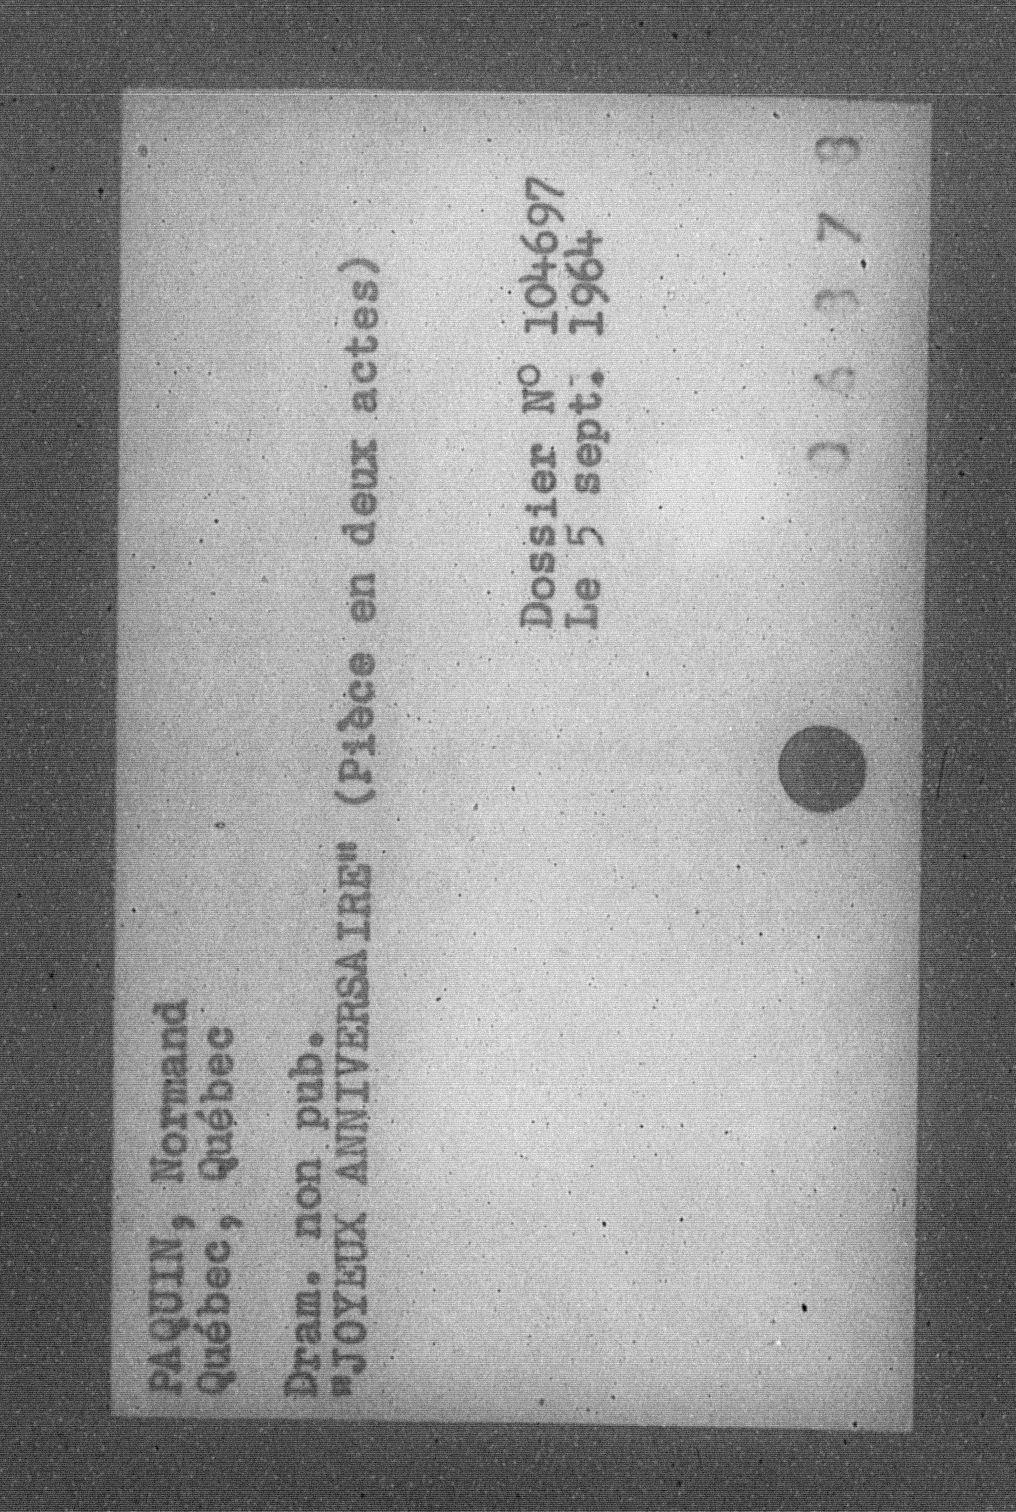 PAQUIN, Normand
Québec, Québec
Dram. non pub.
"JOYEUX ANNIVERSAIRE" (Pièce en deux actes)
Dossier Nº 104697
Le 5 sept. 1964